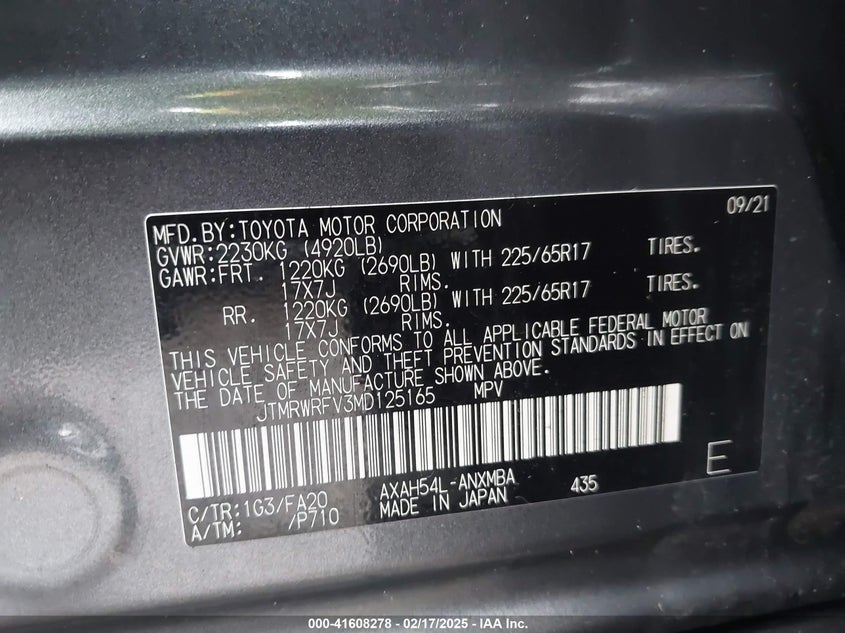 09/21
MFD.BY:TOYOTA MOTOR CORPORATION
GVWR:2230KG (4920LB)
GAWR:FRT. 1220KG (2690LB) WITH 225/65R17 TIRES.
17X7J RIMS.
RR. 1220KG (2690LB) WITH 225/65R17 TIRES.
17X7J RIMS.
THIS VEHICLE CONFORMS TO ALL APPLICABLE FEDERAL MOTOR
VEHICLE SAFETY AND THEFT PREVENTION STANDARDS IN EFFECT ON
THE DATE OF MANUFACTURE SHOWN ABOVE.
JTMRWRFV3MD125165 MPV
E
C/TR:1G3/FA20 AXAH54L-ANXMBA 435
A/TM: /P710 MADE IN JAPAN
000-41608278 - 02/17/2025 - IAA Inc.